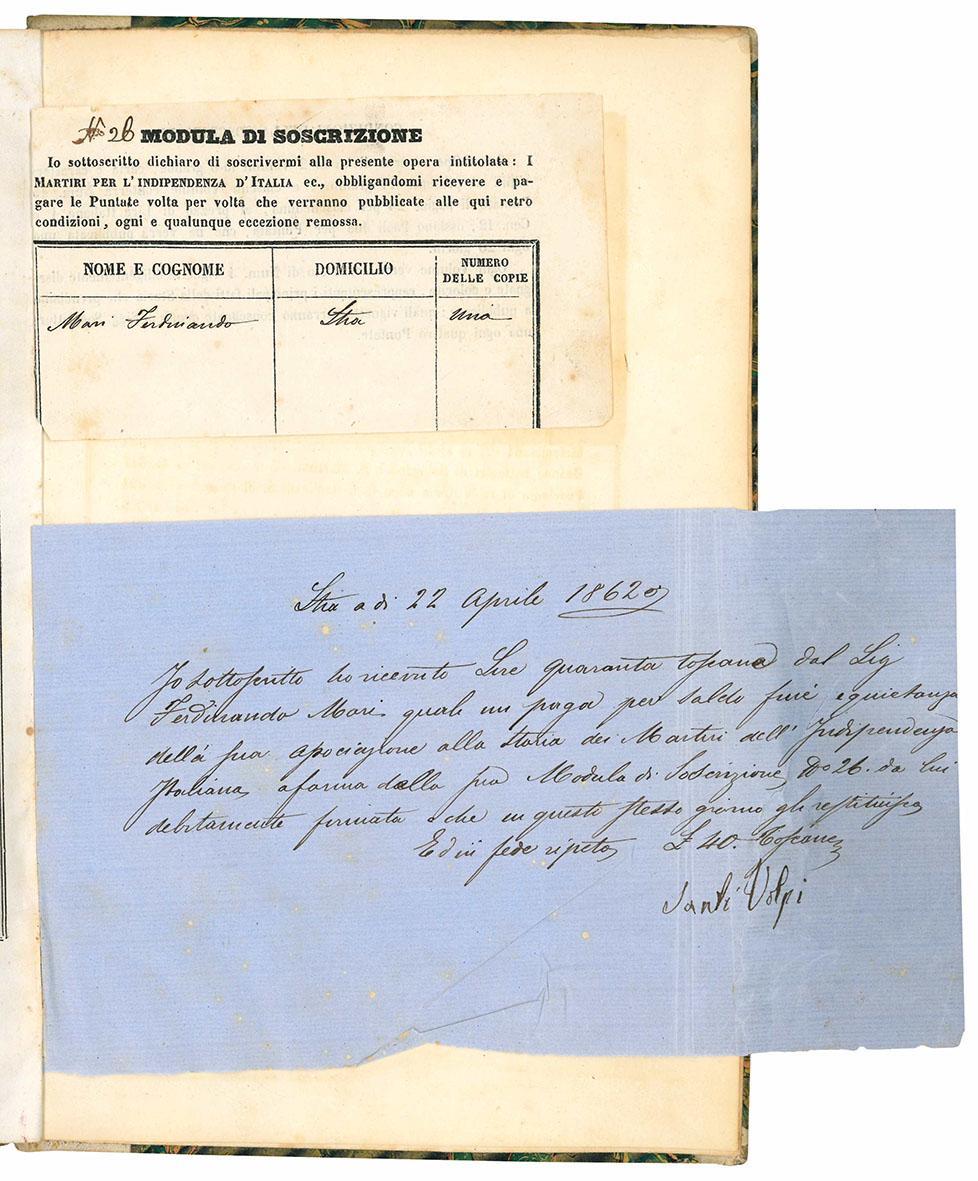 No 26 MODULA DI SOSCRIZIONE
Io sottoscritto dichiaro di soscrivermi alla presente opera intitolata: I
MARTIRI PER L'INDIPENDENZA D'ITALIA ec., obbligandomi ricevere e pa-
gare le Puntate volta per volta che verranno pubblicate alle qui retro
condizioni, ogni e qualunque eccezione remossa.
NOME E COGNOME DOMICILIO NUMERO
DELLE COPIE
Mari Ferdinando Stia Una
Stia a di 22 Aprile 1862
Io sottoscritto ho ricevuto Lire quaranta toscane dal Sig
Ferdinando Mari quali mi paga per saldo fine e quietanza
della sua apociazione alla Storia dei Martiri dell'Indipendenza
Italiana a forma della sua Modula di Soscrizione No 26. da lui
debitamente firmata che in questo stesso giorno gli restituisco
Ed in fede ripeto £ 40. Toscane
Santi Volpi